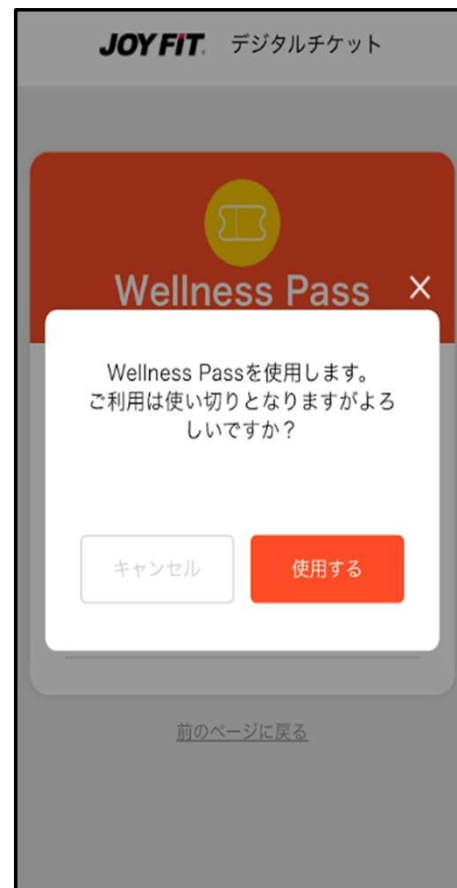 JOYFIT. デジタルチケット
Wellness Pass
Wellness Passを使用します。
ご利用は使い切りとなりますがよろ
しいですか？
キャンセル
使用する
前のページに戻る